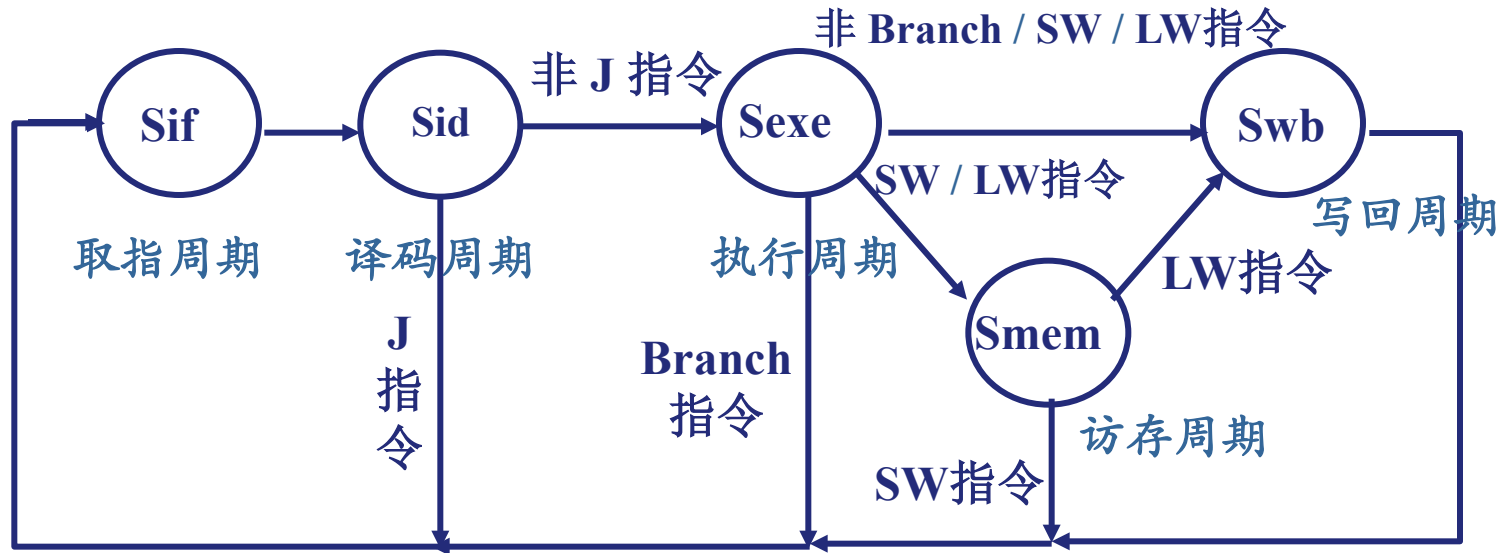 非 Branch / SW / LW指令
非 J 指令
Sif
Sid
Sexe
Swb
SW / LW指令
取指周期
译码周期
执行周期
写回周期
LW指令
Smem
J
指
令
Branch
指令
访存周期
SW指令